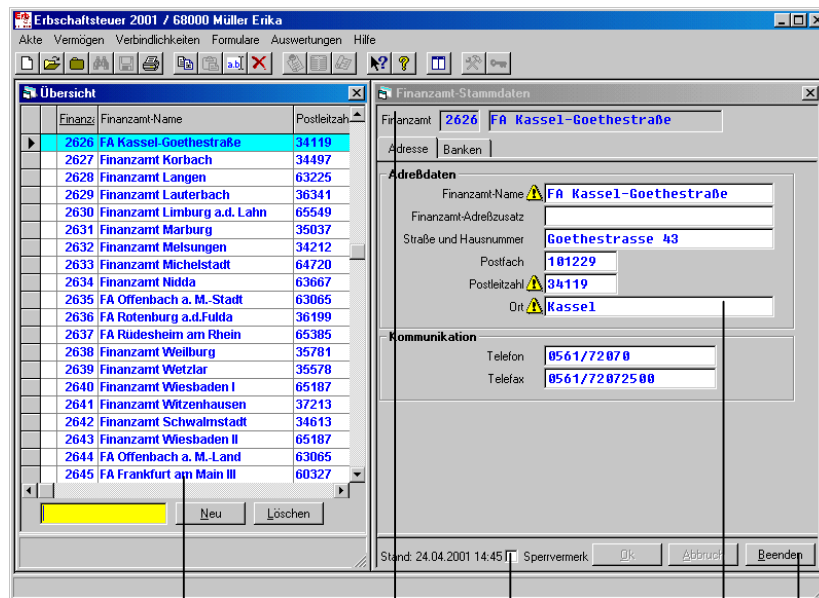 Erbschaftsteuer 2001 / 68000 Müller Erika
Akte Vermögen Verbindlichkeiten Formulare Auswertungen Hilfe
Übersicht
Finanza Finanzamt-Name Postleitzah
2626 FA Kassel-Goethestraße 34119
2627 Finanzamt Korbach 34497
2628 Finanzamt Langen 63225
2629 Finanzamt Lauterbach 36341
2630 Finanzamt Limburg a.d. Lahn 65549
2631 Finanzamt Marburg 35037
2632 Finanzamt Melsungen 34212
2633 Finanzamt Michelstadt 64720
2634 Finanzamt Nidda 63667
2635 FA Offenbach a. M.-Stadt 63065
2636 FA Rotenburg a.d.Fulda 36199
2637 FA Rüdesheim am Rhein 65385
2638 Finanzamt Weilburg 35781
2639 Finanzamt Wetzlar 35578
2640 Finanzamt Wiesbaden I 65187
2641 Finanzamt Witzenhausen 37213
2642 Finanzamt Schwalmstadt 34613
2643 Finanzamt Wiesbaden II 65187
2644 FA Offenbach a. M.-Land 63065
2645 FA Frankfurt am Main III 60327
Neu Löschen
Finanzamt-Stammdaten
Finanzamt 2626 FA Kassel-Goethestraße
Adresse Banken
Adreßdaten
Finanzamt-Name FA Kassel-Goethestraße
Finanzamt-Adreßzusatz
Straße und Hausnummer Goethestrasse 43
Postfach 101229
Postleitzahl 34119
Ort Kassel
Kommunikation
Telefon 0561/72070
Telefax 0561/72072500
Stand: 24.04.2001 14:45 Sperrvermerk Ok Abbruch Beenden